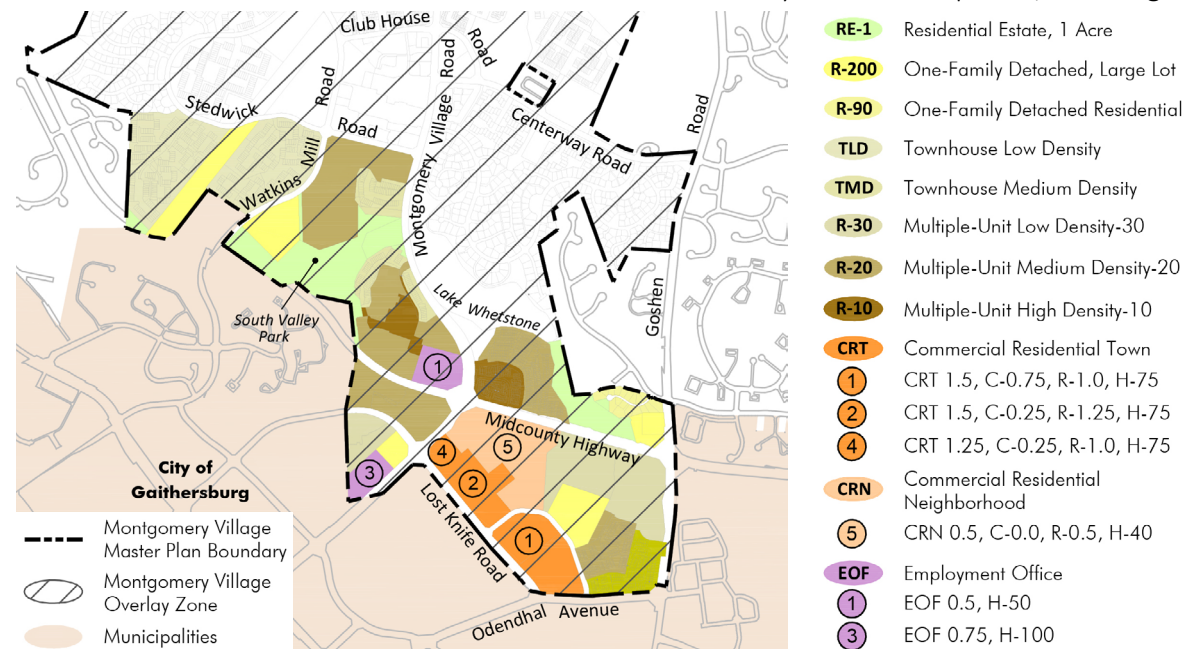 Club House
Road
Road
Road
Stedwick
Road
Mill
Watkins
Montgomery Village Road
Centerway Road
Road
Goshen
South Valley
Park
Lake Whetstone
1
Midcounty Highway
5
4
2
3
1
Lost Knife Road
Odendhal Avenue
City of
Gaithersburg
Montgomery Village
Master Plan Boundary
Montgomery Village
Overlay Zone
Municipalities
RE-1 Residential Estate, 1 Acre
R-200 One-Family Detached, Large Lot
R-90 One-Family Detached Residential
TLD Townhouse Low Density
TMD Townhouse Medium Density
R-30 Multiple-Unit Low Density-30
R-20 Multiple-Unit Medium Density-20
R-10 Multiple-Unit High Density-10
CRT Commercial Residential Town
1 CRT 1.5, C-0.75, R-1.0, H-75
2 CRT 1.5, C-0.25, R-1.25, H-75
4 CRT 1.25, C-0.25, R-1.0, H-75
CRN Commercial Residential
Neighborhood
5 CRN 0.5, C-0.0, R-0.5, H-40
EOF Employment Office
1 EOF 0.5, H-50
3 EOF 0.75, H-100